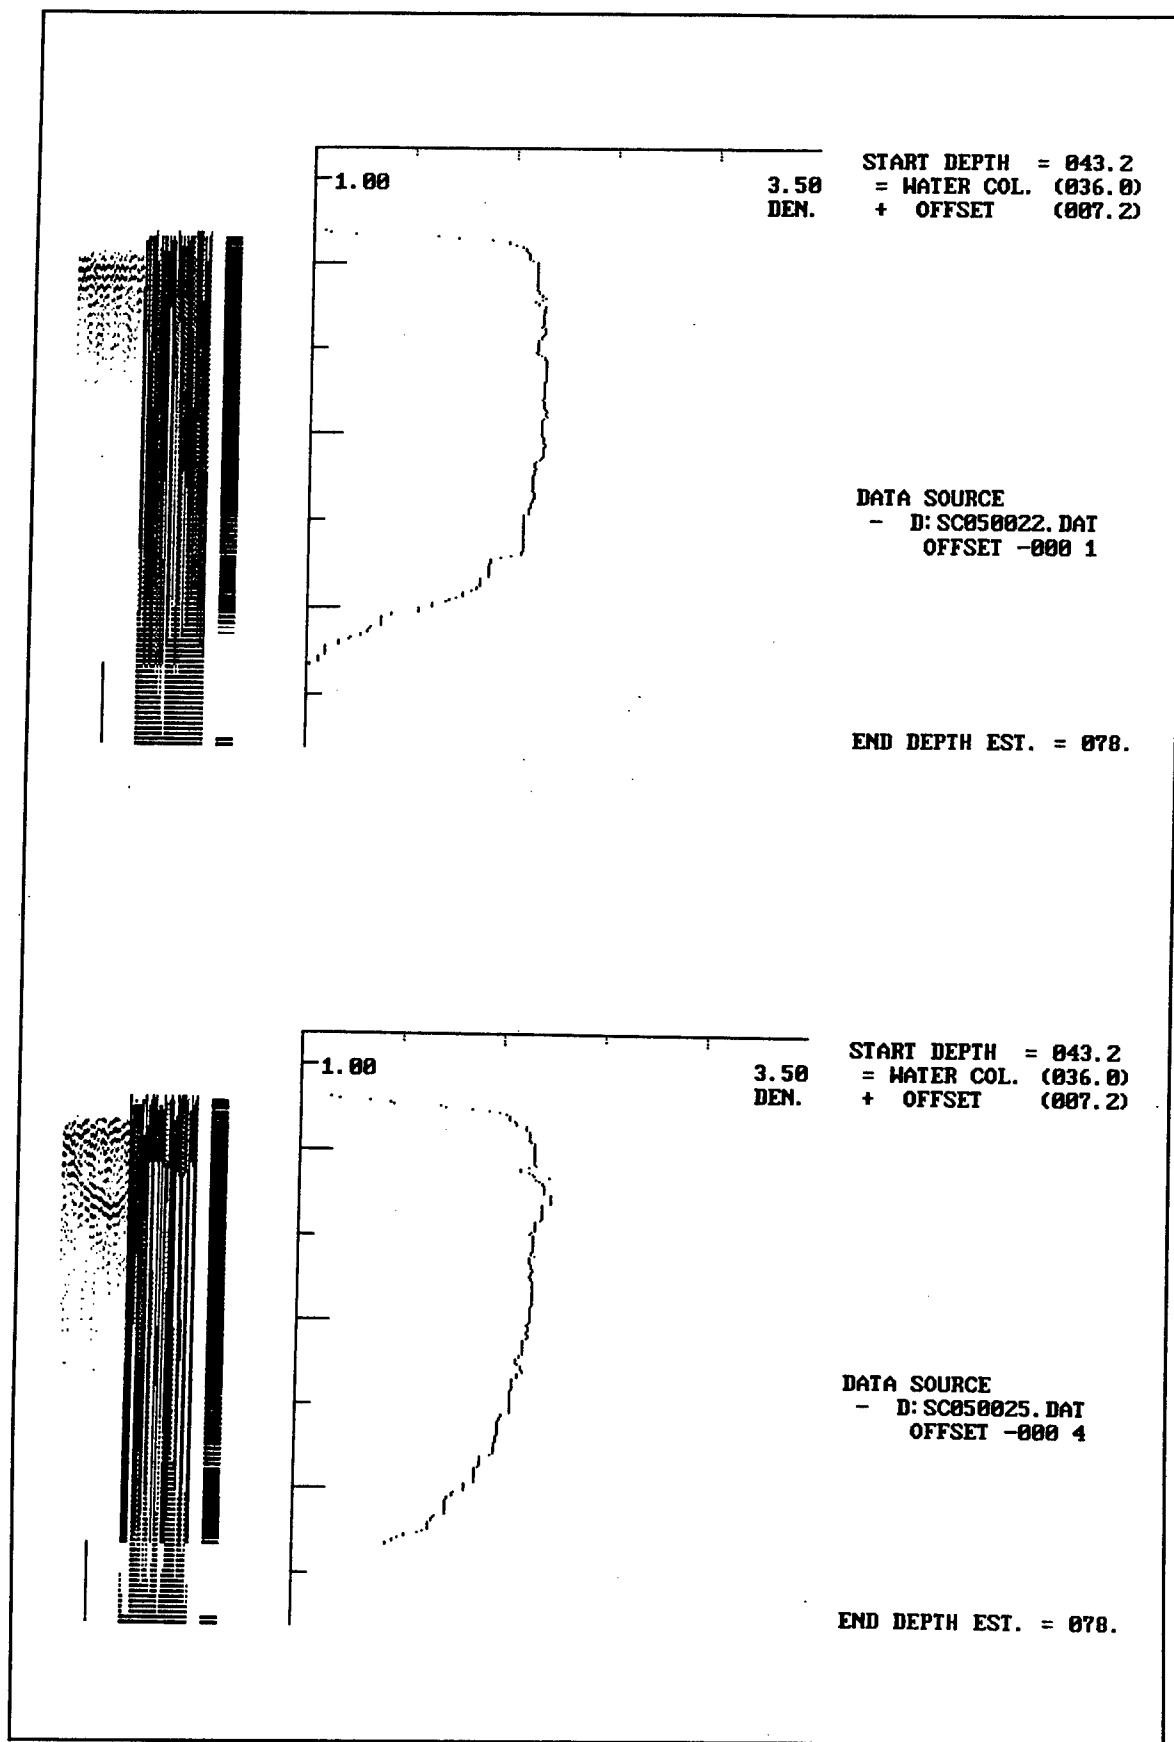 1.00
3.50
DEN.
START DEPTH = 043.2
= WATER COL. (036.0)
+ OFFSET (007.2)
DATA SOURCE
- D:SC050022.DAT
OFFSET -000 1
END DEPTH EST. = 078.
1.00
3.50
DEN.
START DEPTH = 043.2
= WATER COL. (036.0)
+ OFFSET (007.2)
DATA SOURCE
- D:SC050025.DAT
OFFSET -000 4
END DEPTH EST. = 078.